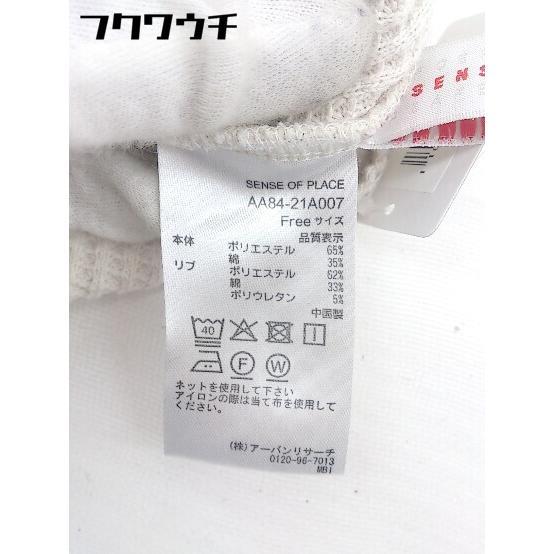 フクワウチ
SENS
SENSE OF PLACE
AA84-21A007
Free サイズ
品質表示
本体 ポリエステル 65%
綿 35%
リブ ポリエステル 62%
綿 33%
ポリウレタン 5%
中国製
40
F W
ネットを使用して下さい
アイロンの際は当て布を使用して
ください。
(株)アーバンリサーチ
0120-96-7013
MB1